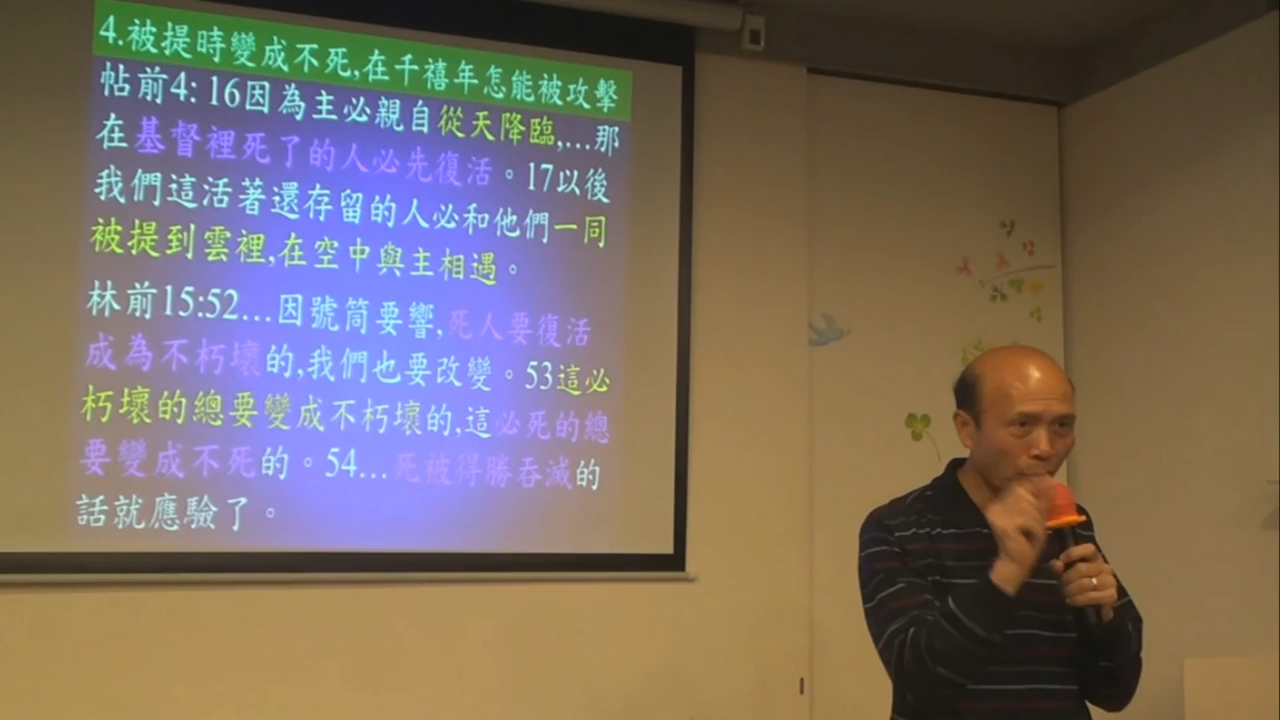 4.被提時變成不死,在千禧年怎能被攻擊
帖前4: 16因為主必親自從天降臨,…那
在基督裡死了的人必先復活。17以後
我們這活著還存留的人必和他們一同
被提到雲裡,在空中與主相遇。
林前15:52…因號筒要響,死人要復活
成為不朽壞的,我們也要改變。53這必
朽壞的總要變成不朽壞的,這必死的總
要變成不死的。54…死被得勝吞滅的
話就應驗了。